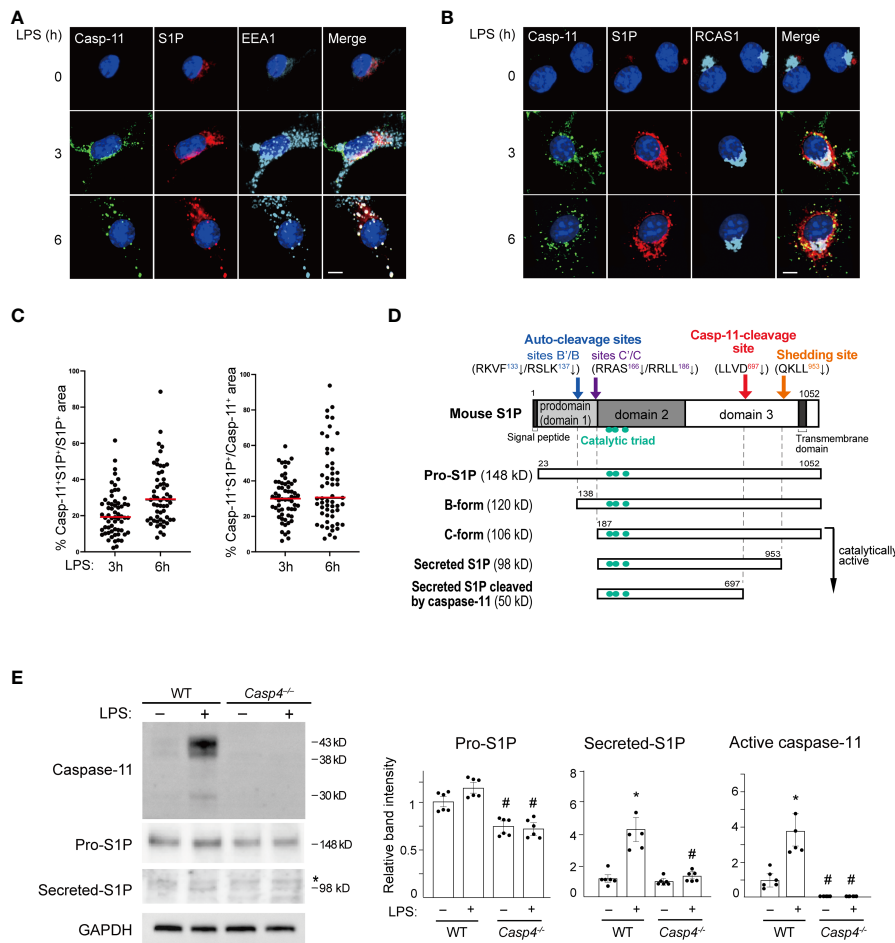 A
LPS (h)
Casp-11 S1P EEA1 Merge
0
3
6
B
LPS (h)
Casp-11 S1P RCAS1 Merge
0
3
6
C
% Casp-11⁺S1P⁺/S1P⁺ area
100
80
60
40
20
0
LPS: 3h 6h
% Casp-11⁺S1P⁺/Casp-11⁺ area
100
80
60
40
20
0
3h 6h
D
Auto-cleavage sites
sites B'/B sites C'/C
Casp-11-cleavage
site
Shedding site
(RKVF¹³³↓/RSLK¹³⁷↓) (RRAS¹⁶⁶↓/RRLL¹⁸⁶↓) (LLVD⁶⁹⁷↓) (QKLL⁹⁵³↓)
1 1052
Mouse S1P
prodomain
(domain 1)
domain 2
domain 3
Signal peptide
Catalytic triad
Transmembrane
domain
23 1052
Pro-S1P (148 kD)
138
B-form (120 kD)
187
C-form (106 kD)
catalytically
active
953
Secreted S1P (98 kD)
697
Secreted S1P cleaved
by caspase-11 (50 kD)
E
WT Casp4⁻/⁻
LPS: − + − +
Caspase-11
43 kD
38 kD
30 kD
Pro-S1P
148 kD
Secreted-S1P
*
98 kD
GAPDH
Relative band intensity
Pro-S1P
1
0.5
0
# #
LPS: − + − +
WT Casp4⁻/⁻
Secreted-S1P
8
6
4
2
0
* #
− + − +
WT Casp4⁻/⁻
Active caspase-11
6
4
2
0
* # #
− + − +
WT Casp4⁻/⁻